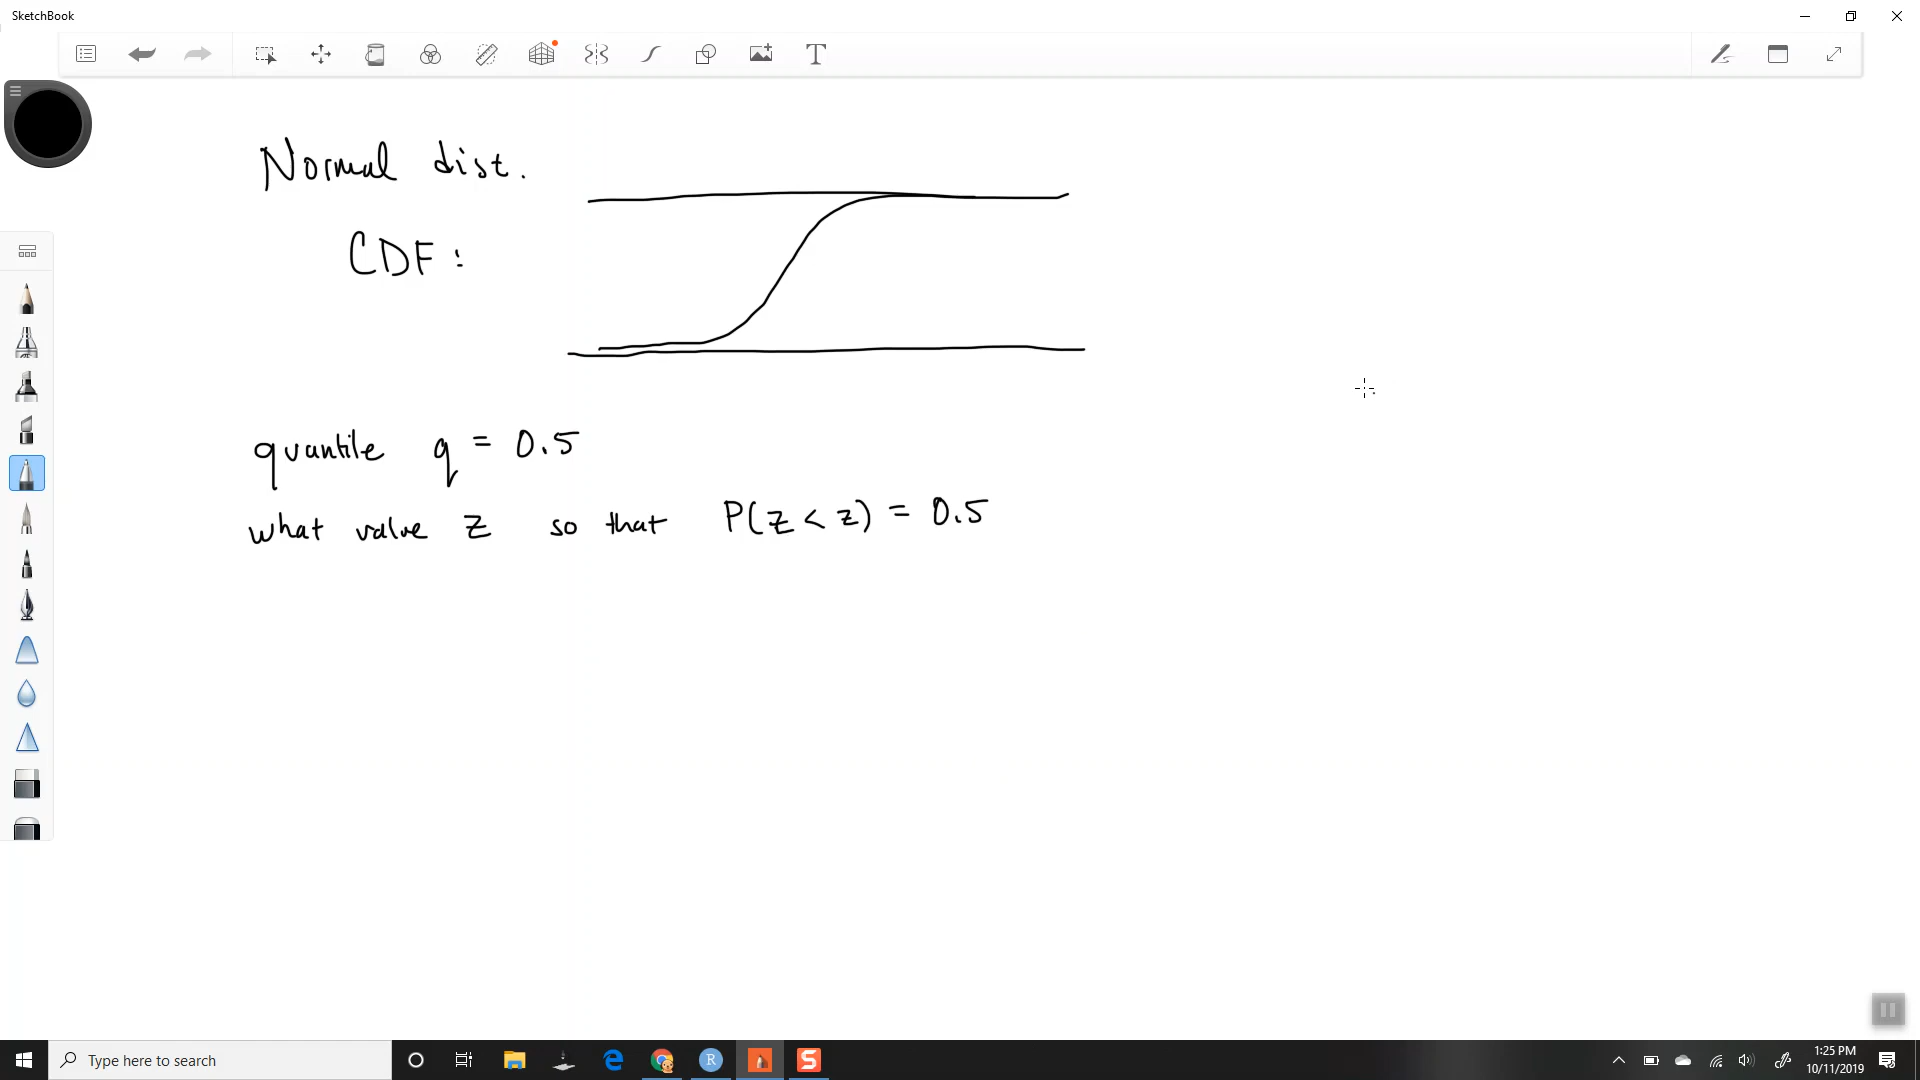 SketchBook
Normal dist.
CDF:
quantile q = 0.5
what value z so that P(z < z) = 0.5
Type here to search
1:25 PM
10/11/2019